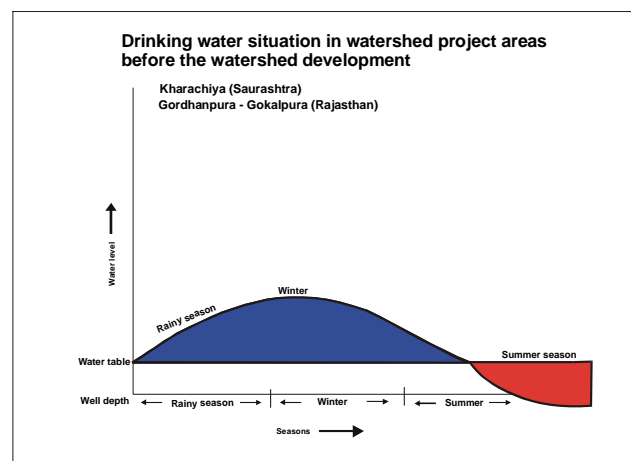 Drinking water situation in watershed project areas
before the watershed development
Kharachiya (Saurashtra)
Gordhanpura - Gokalpura (Rajasthan)
Water level
Rainy season
Winter
Water table
Summer season
Well depth
Rainy season
Winter
Summer
Seasons